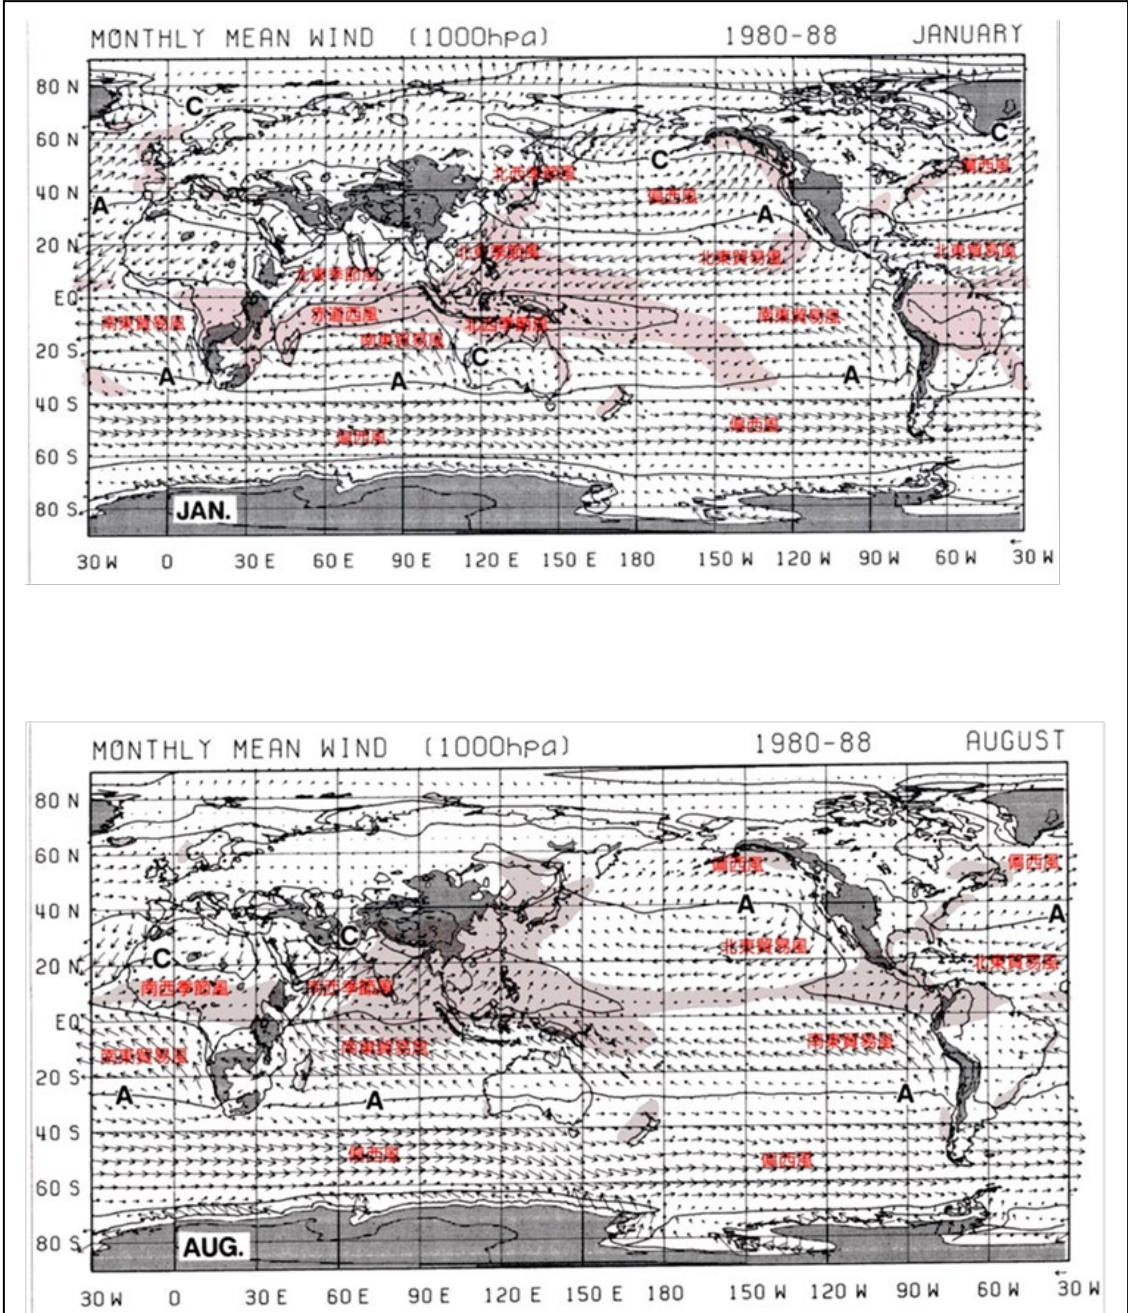 MONTHLY MEAN WIND (1000hpa) 1980-88 JANUARY
80 N
C
60 N
C
C
偏西風
北西季節風
40 N
偏西風
A
A
20 N
北東季節風
北東貿易風
北東貿易風
北東季節風
EQ
南東貿易風
赤道西風
北西季節風
南東貿易風
南東貿易風
20 S
C
A
A
A
40 S
偏西風
偏西風
60 S
80 S
JAN.
30 W 0 30 E 60 E 90 E 120 E 150 E 180 150 W 120 W 90 W 60 W 30 W
MONTHLY MEAN WIND (1000hpa) 1980-88 AUGUST
80 N
60 N
偏西風
偏西風
40 N
A
A
C
C
北東貿易風
20 N
北東貿易風
南西季節風
南西季節風
EQ
南東貿易風
南東貿易風
南東貿易風
20 S
A
A
A
40 S
偏西風
偏西風
60 S
80 S
AUG.
30 W 0 30 E 60 E 90 E 120 E 150 E 180 150 W 120 W 90 W 60 W 30 W